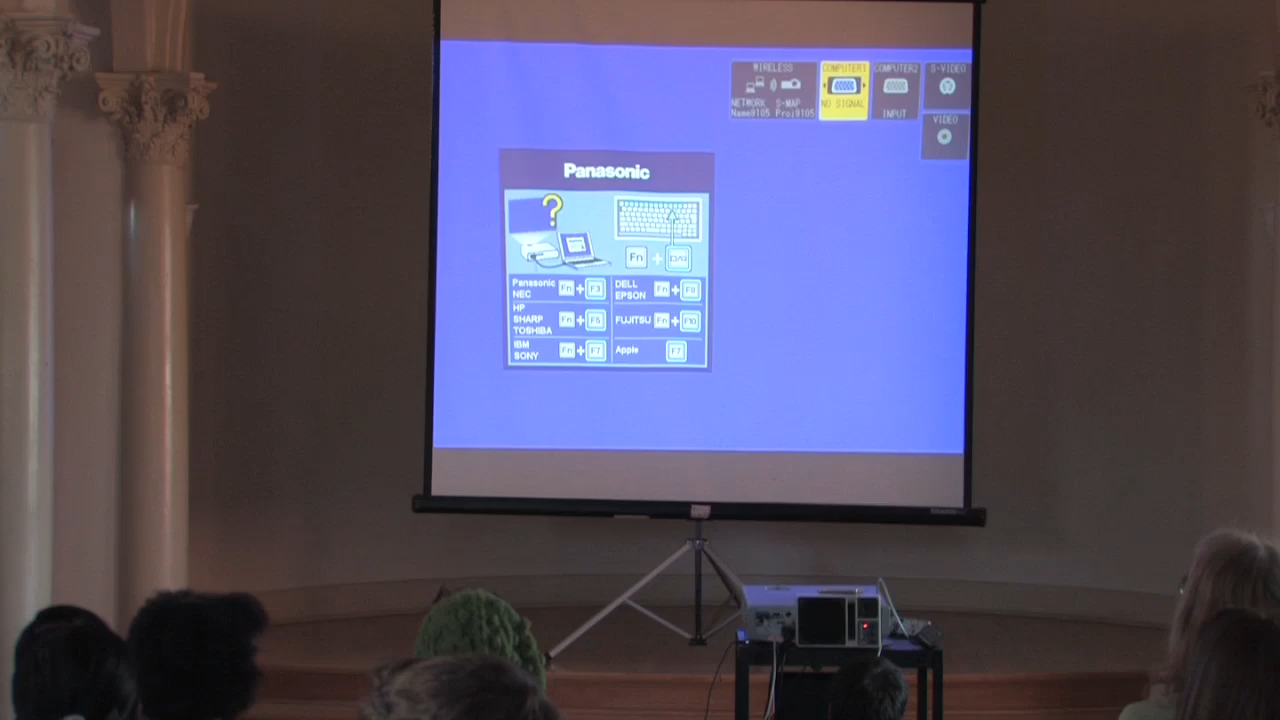 WIRELESS
NETWORK S-MAP
Name9105 Proj9105
COMPUTER1
NO SIGNAL
COMPUTER2
INPUT
S-VIDEO
VIDEO
Panasonic
?
Fn +
Panasonic
NEC
Fn + F3
DELL
EPSON
Fn + F8
HP
SHARP
TOSHIBA
Fn + F5
FUJITSU Fn + F10
IBM
SONY
Fn + F7
Apple F7